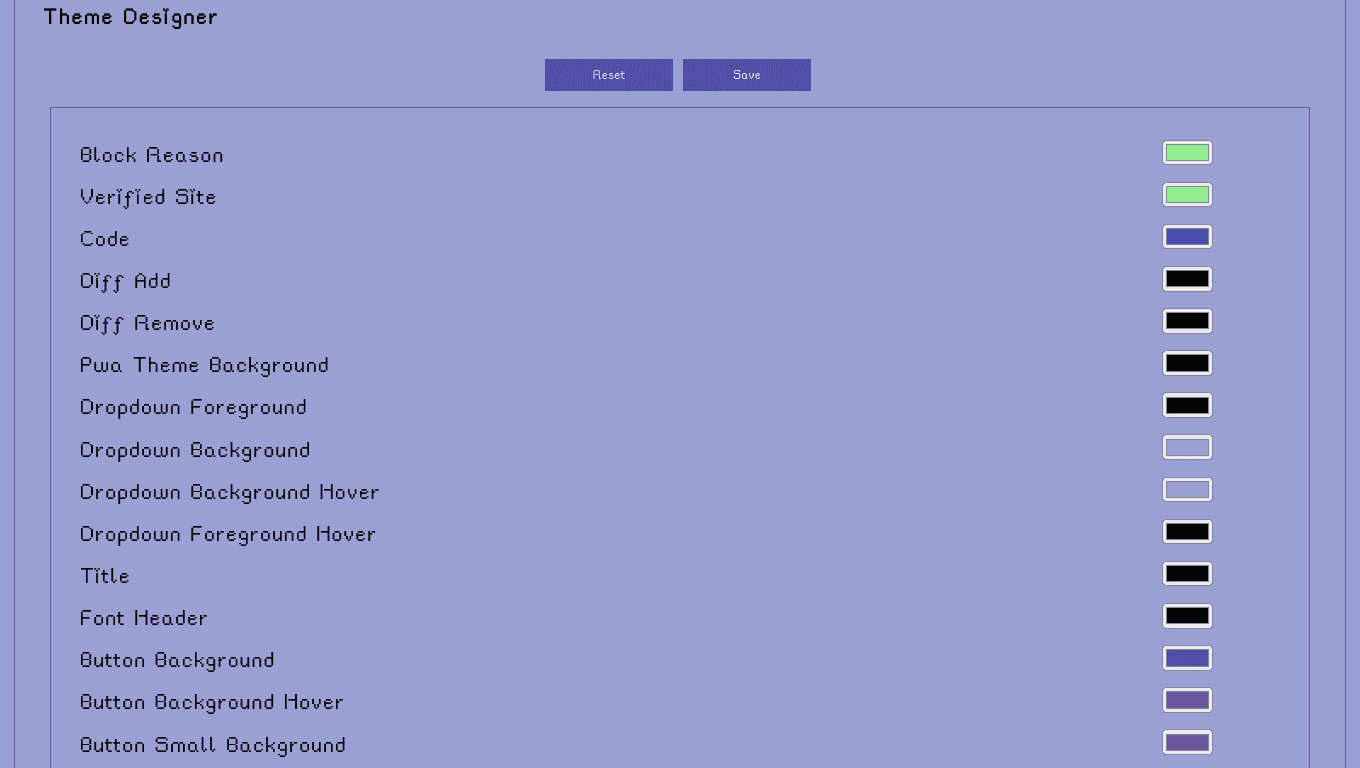 Theme Designer
Reset
Save
Block Reason
Verified Site
Code
Diff Add
Diff Remove
Pwa Theme Background
Dropdown Foreground
Dropdown Background
Dropdown Background Hover
Dropdown Foreground Hover
Title
Font Header
Button Background
Button Background Hover
Button Small Background